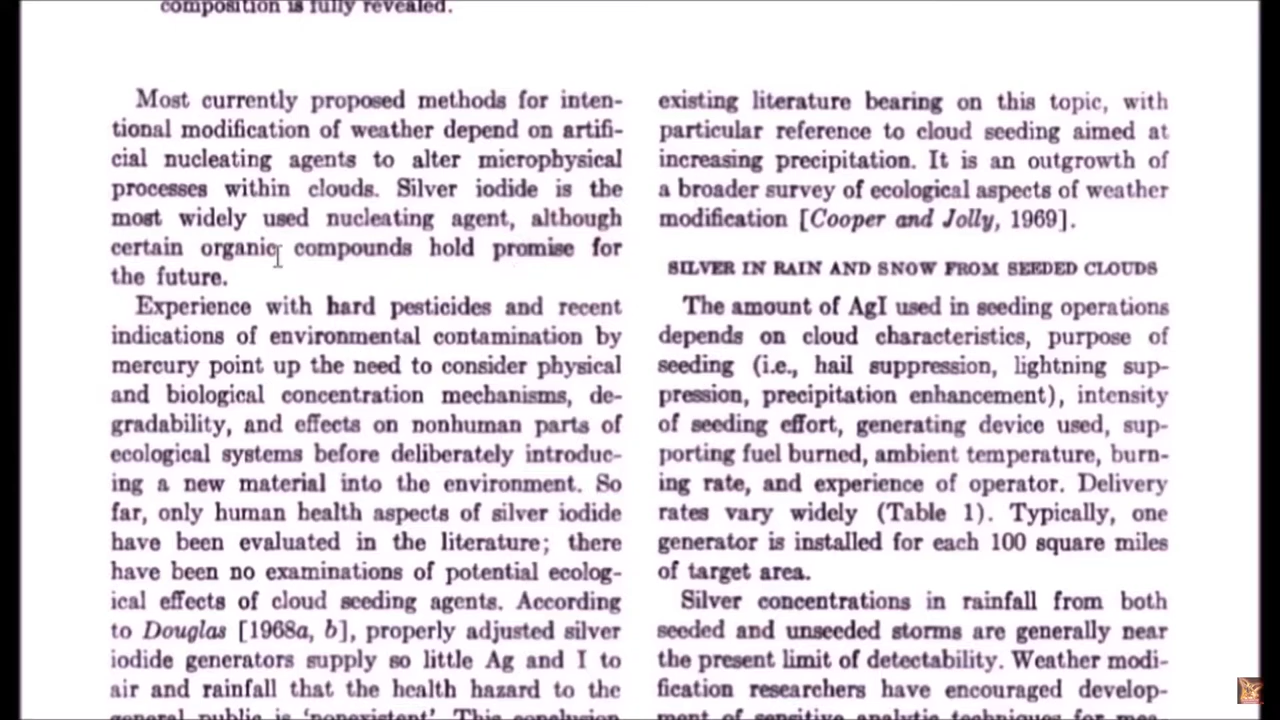 composition is fully revealed.
Most currently proposed methods for inten-
tional modification of weather depend on artifi-
cial nucleating agents to alter microphysical
processes within clouds. Silver iodide is the
most widely used nucleating agent, although
certain organic compounds hold promise for
the future.
Experience with hard pesticides and recent
indications of environmental contamination by
mercury point up the need to consider physical
and biological concentration mechanisms, de-
gradability, and effects on nonhuman parts of
ecological systems before deliberately introduc-
ing a new material into the environment. So
far, only human health aspects of silver iodide
have been evaluated in the literature; there
have been no examinations of potential ecolog-
ical effects of cloud seeding agents. According
to Douglas [1968a, b], properly adjusted silver
iodide generators supply so little Ag and I to
air and rainfall that the health hazard to the
general public is 'nonexistent'. This conclusion
existing literature bearing on this topic, with
particular reference to cloud seeding aimed at
increasing precipitation. It is an outgrowth of
a broader survey of ecological aspects of weather
modification [Cooper and Jolly, 1969].
SILVER IN RAIN AND SNOW FROM SEEDED CLOUDS
The amount of AgI used in seeding operations
depends on cloud characteristics, purpose of
seeding (i.e., hail suppression, lightning sup-
pression, precipitation enhancement), intensity
of seeding effort, generating device used, sup-
porting fuel burned, ambient temperature, burn-
ing rate, and experience of operator. Delivery
rates vary widely (Table 1). Typically, one
generator is installed for each 100 square miles
of target area.
Silver concentrations in rainfall from both
seeded and unseeded storms are generally near
the present limit of detectability. Weather modi-
fication researchers have encouraged develop-
ment of sensitive analytic techniques for